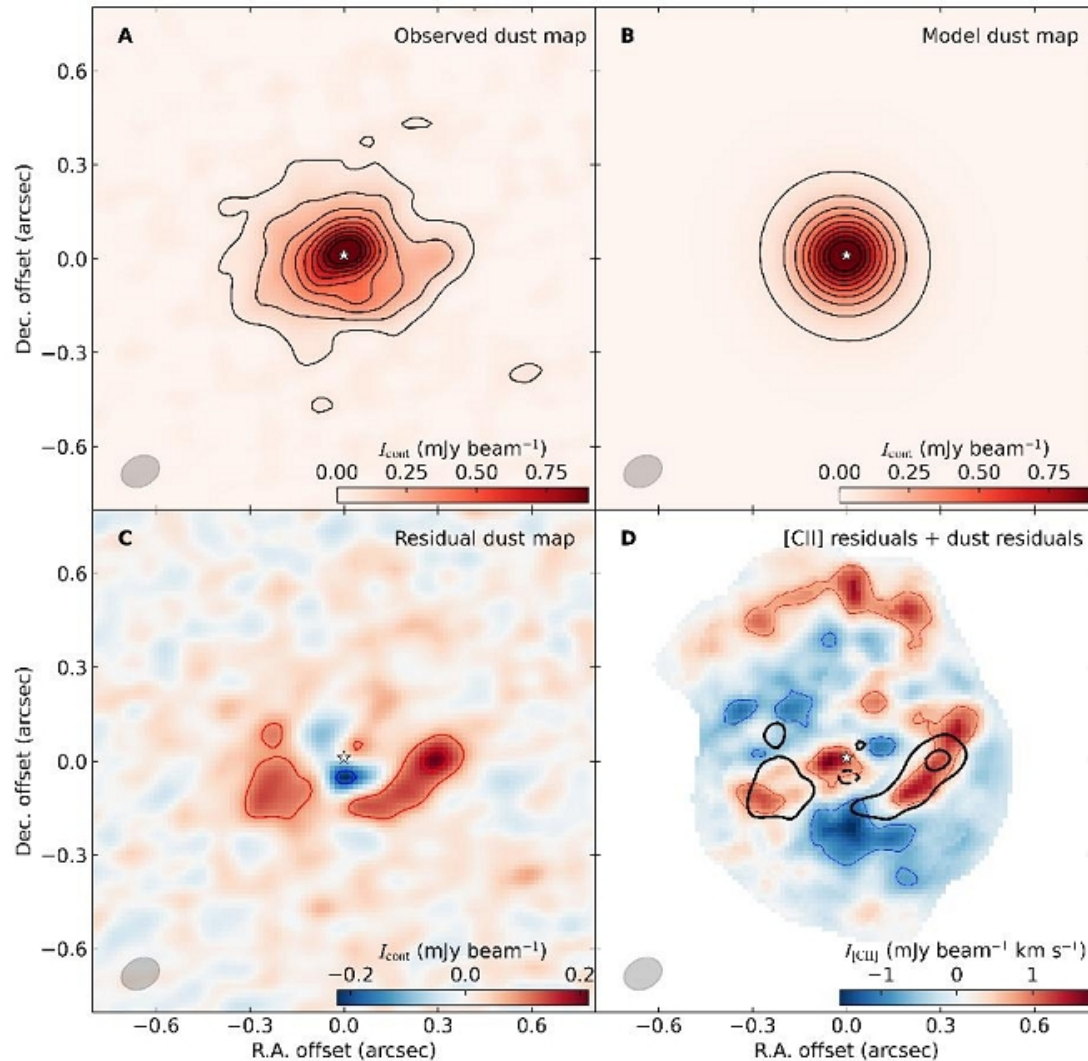 A Observed dust map
B Model dust map
0.6
0.3
0.0
−0.3
−0.6
Dec. offset (arcsec)
I_cont (mJy beam⁻¹)
0.00 0.25 0.50 0.75
I_cont (mJy beam⁻¹)
0.00 0.25 0.50 0.75
C Residual dust map
D [CII] residuals + dust residuals
0.6
0.3
0.0
−0.3
−0.6
Dec. offset (arcsec)
I_cont (mJy beam⁻¹)
−0.2 0.0 0.2
I_[CII] (mJy beam⁻¹ km s⁻¹)
−1 0 1
−0.6 −0.3 0.0 0.3 0.6
−0.6 −0.3 0.0 0.3 0.6
R.A. offset (arcsec)
R.A. offset (arcsec)